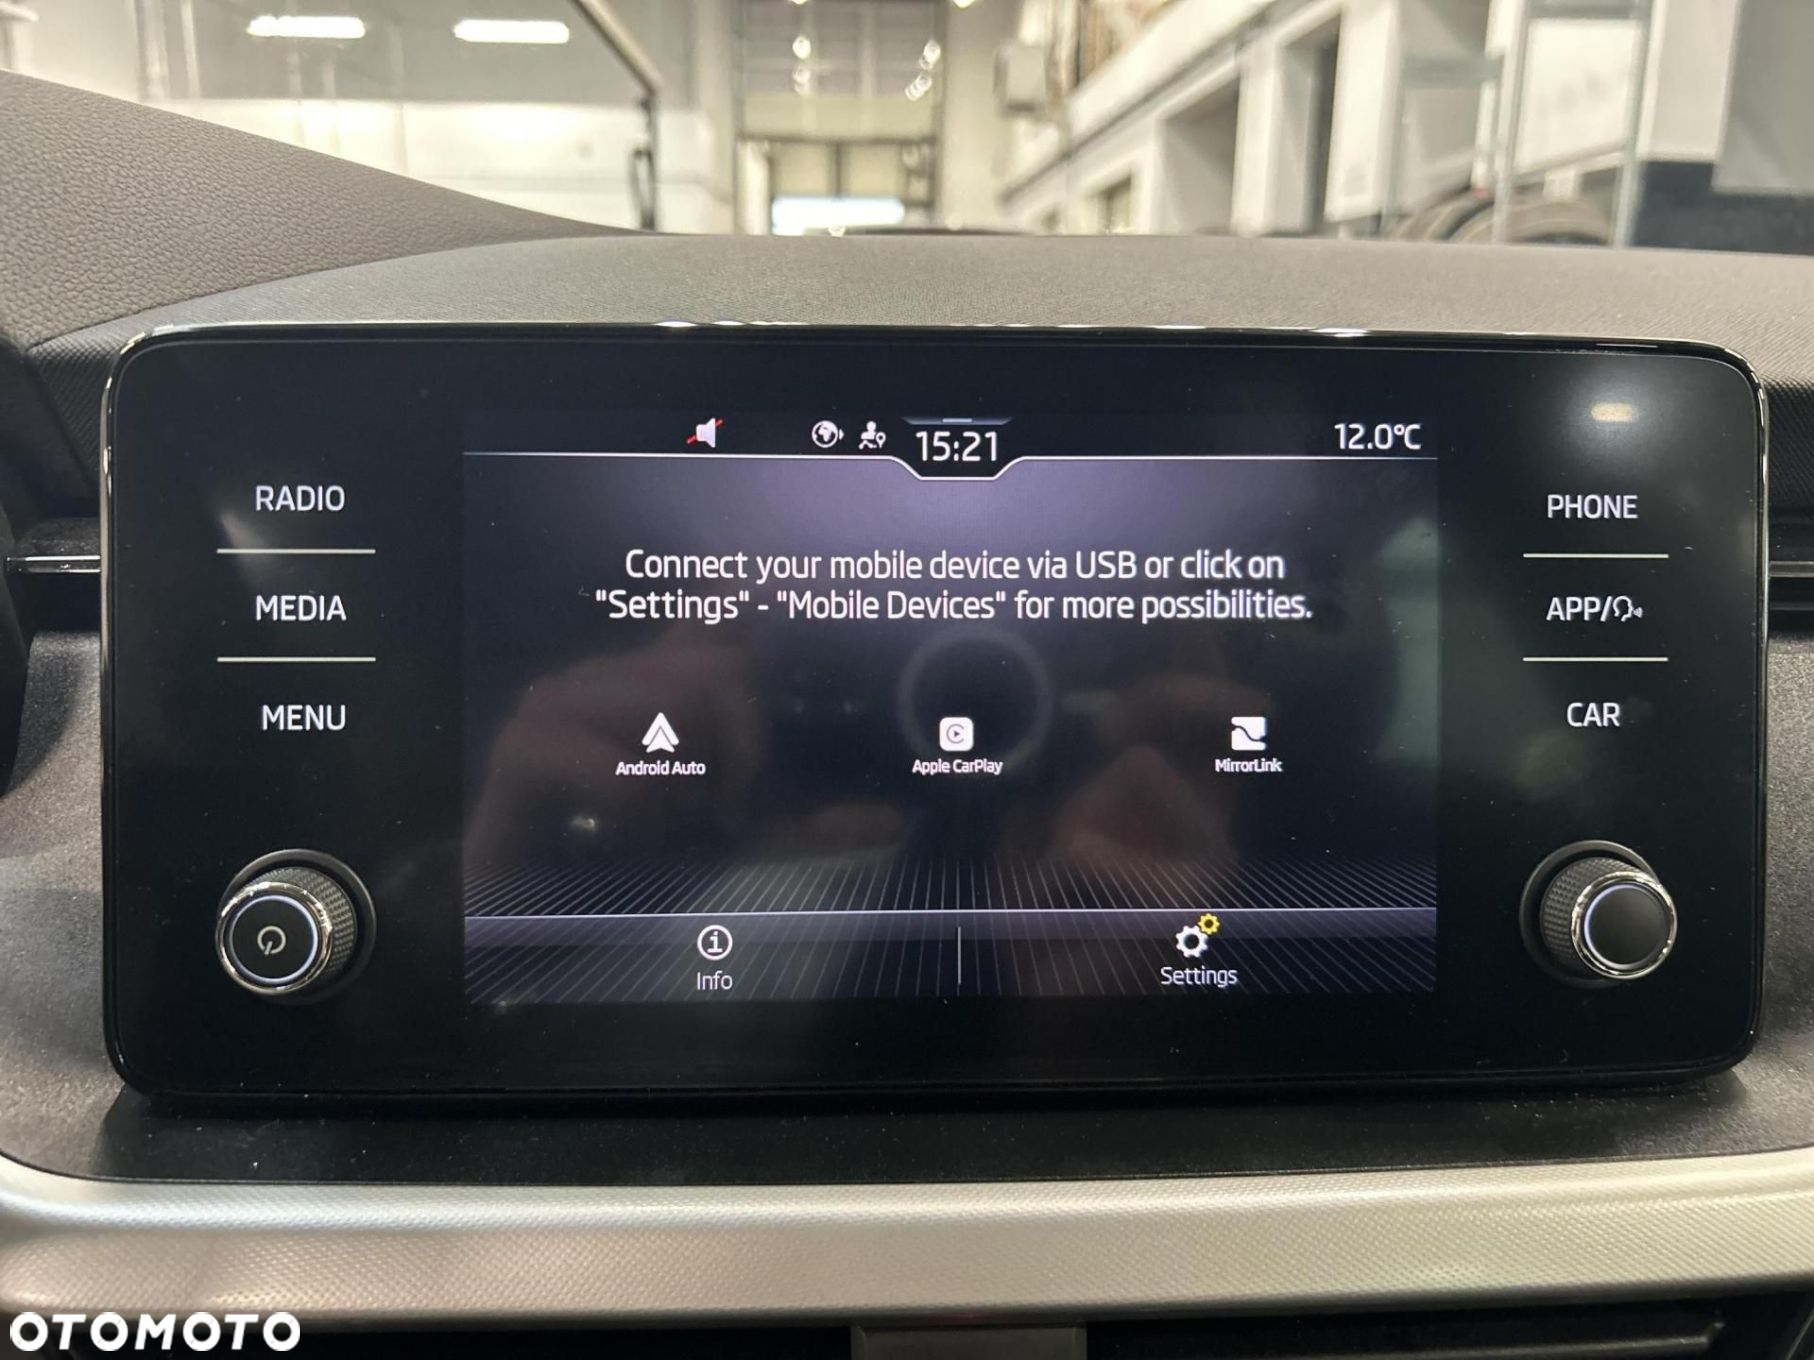 15:21
12.0°C
RADIO
MEDIA
MENU
Connect your mobile device via USB or click on
"Settings" - "Mobile Devices" for more possibilities.
Android Auto
Apple CarPlay
MirrorLink
Info
Settings
PHONE
APP/
CAR
OTOMOTO